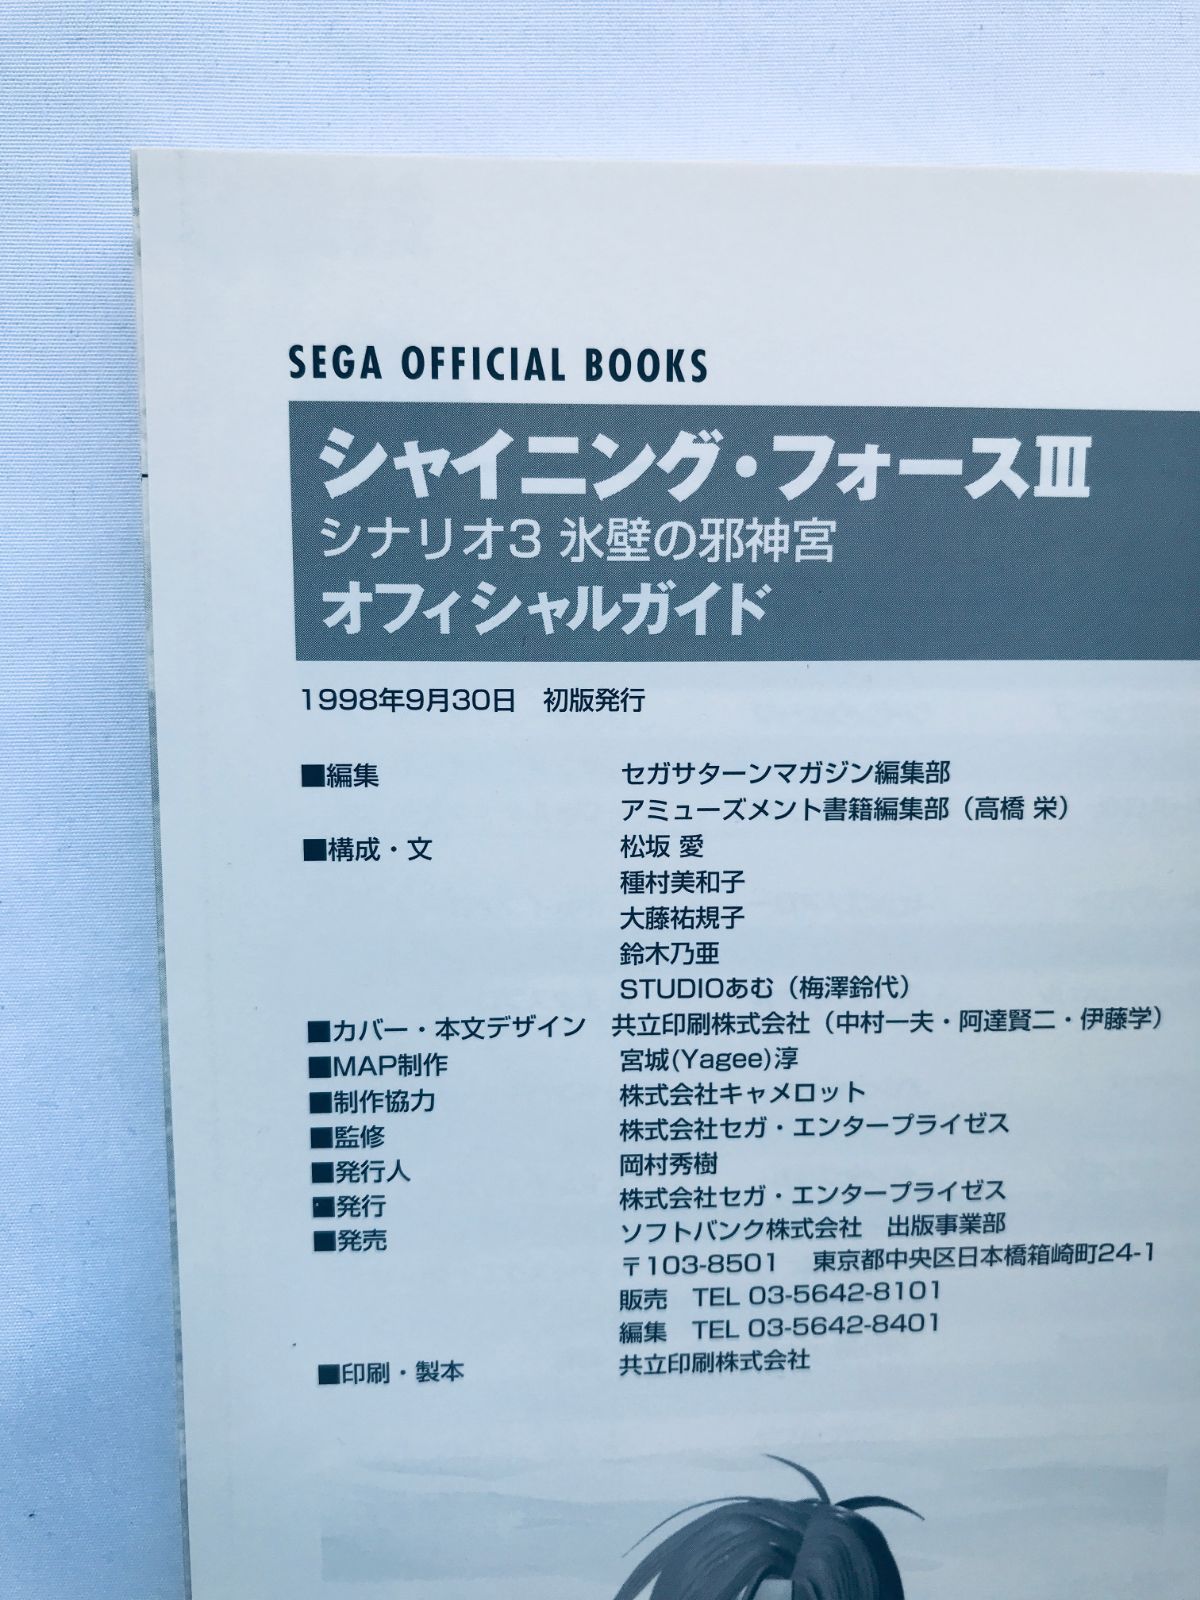 SEGA OFFICIAL BOOKS
シャイニング・フォースⅢ
シナリオ3 氷壁の邪神宮
オフィシャルガイド
1998年9月30日 初版発行
■編集 セガサターンマガジン編集部
アミューズメント書籍編集部（高橋 栄）
■構成・文 松坂 愛
種村美和子
大藤祐規子
鈴木乃亜
STUDIOあむ（梅澤鈴代）
■カバー・本文デザイン 共立印刷株式会社（中村一夫・阿達賢二・伊藤学）
■MAP制作 宮城(Yagee)淳
■制作協力 株式会社キャメロット
■監修 株式会社セガ・エンタープライゼス
■発行人 岡村秀樹
■発行 株式会社セガ・エンタープライゼス
■発売 ソフトバンク株式会社 出版事業部
〒103-8501 東京都中央区日本橋箱崎町24-1
販売 TEL 03-5642-8101
編集 TEL 03-5642-8401
■印刷・製本 共立印刷株式会社